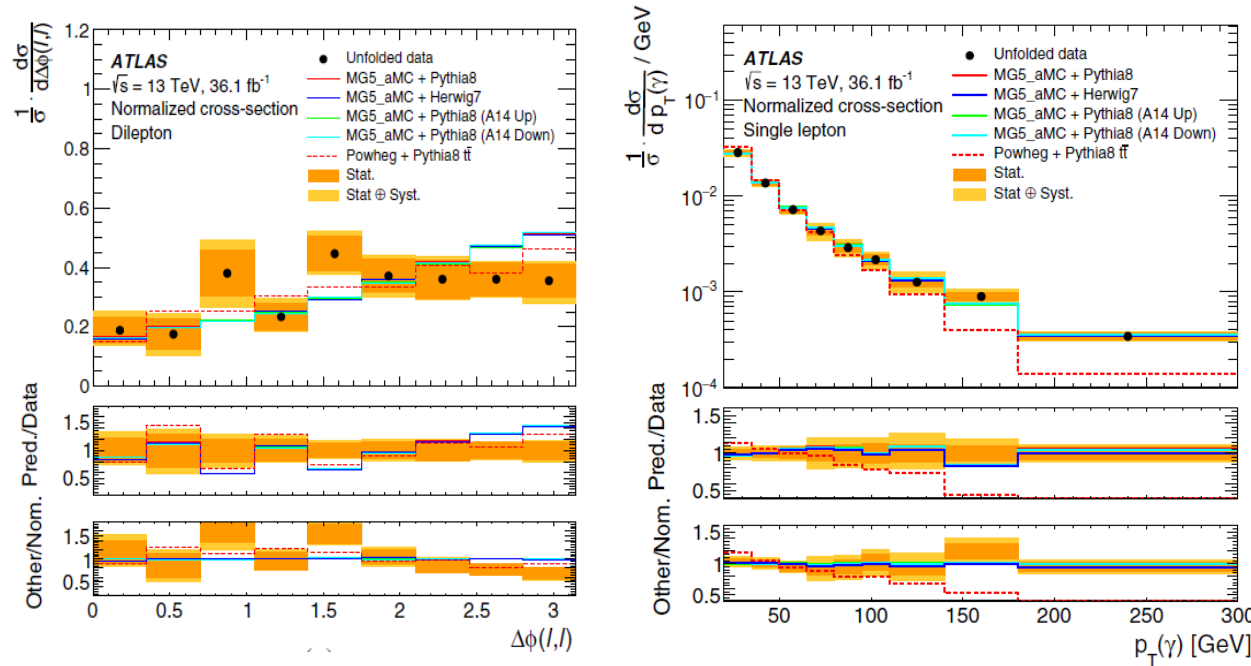 1/σ · dσ/dΔφ(l,l)
1.2
1
0.8
0.6
0.4
0.2
0
ATLAS
√s = 13 TeV, 36.1 fb⁻¹
Normalized cross-section
Dilepton
Unfolded data
MG5_aMC + Pythia8
MG5_aMC + Herwig7
MG5_aMC + Pythia8 (A14 Up)
MG5_aMC + Pythia8 (A14 Down)
Powheg + Pythia8 tt̄
Stat.
Stat ⊕ Syst.
Pred./Data
1.5
1
0.5
Other/Nom.
1.5
1
0.5
0 0.5 1 1.5 2 2.5 3
Δφ(l,l)
1/σ · dσ/d p_T(γ) / GeV
10⁻¹
10⁻²
10⁻³
10⁻⁴
ATLAS
√s = 13 TeV, 36.1 fb⁻¹
Normalized cross-section
Single lepton
Unfolded data
MG5_aMC + Pythia8
MG5_aMC + Herwig7
MG5_aMC + Pythia8 (A14 Up)
MG5_aMC + Pythia8 (A14 Down)
Powheg + Pythia8 tt̄
Stat.
Stat ⊕ Syst.
Pred./Data
1.5
1
0.5
Other/Nom.
1.5
1
0.5
50 100 150 200 250 300
p_T(γ) [GeV]